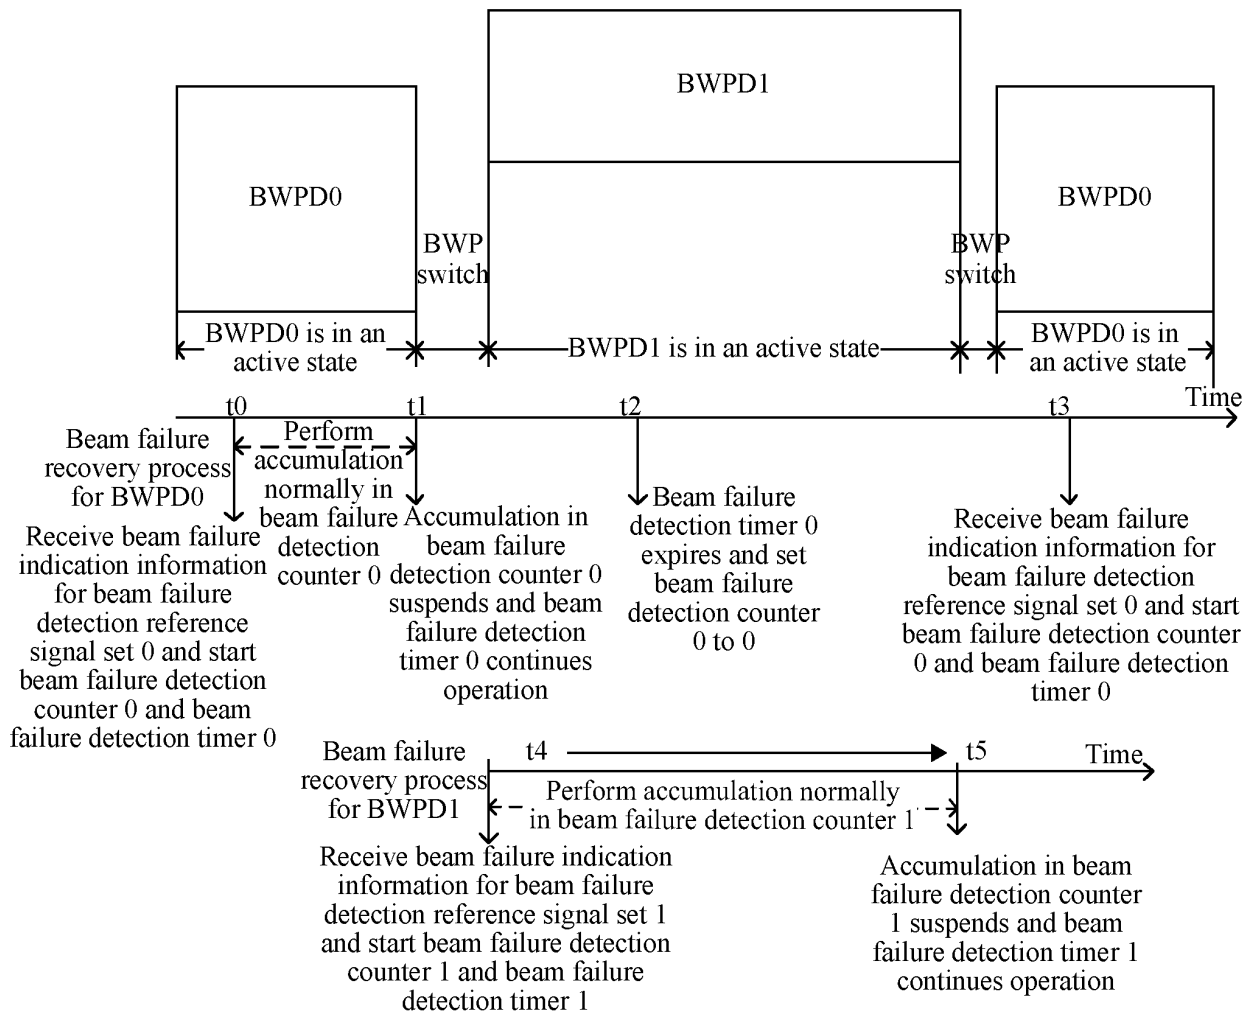 BWPD1
BWPD0
BWPD0
BWP
switch
BWP
switch
BWPD0 is in an
active state
BWPD1 is in an active state
BWPD0 is in
an active state
t0
t1
t2
t3
Time
Beam failure
recovery process
for BWPD0
Perform
accumulation
normally in
beam failure
detection
counter 0
Receive beam failure
indication information
for beam failure
detection reference
signal set 0 and start
beam failure detection
counter 0 and beam
failure detection timer 0
Accumulation in
beam failure
detection counter 0
suspends and beam
failure detection
timer 0 continues
operation
Beam failure
detection timer 0
expires and set
beam failure
detection counter
0 to 0
Receive beam failure
indication information for
beam failure detection
reference signal set 0 and start
beam failure detection counter
0 and beam failure detection
timer 0
Beam failure
recovery process
for BWPD1
t4
t5
Time
Perform accumulation normally
in beam failure detection counter 1
Receive beam failure indication
information for beam failure
detection reference signal set 1
and start beam failure detection
counter 1 and beam failure
detection timer 1
Accumulation in beam
failure detection counter
1 suspends and beam
failure detection timer 1
continues operation